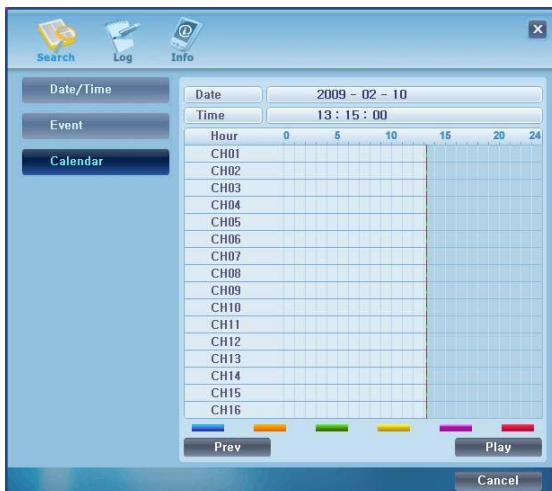 X
Search Log Info
Date/Time
Event
Calendar
Date 2009 - 02 - 10
Time 13 : 15 : 00
Hour 0 5 10 15 20 24
CH01
CH02
CH03
CH04
CH05
CH06
CH07
CH08
CH09
CH10
CH11
CH12
CH13
CH14
CH15
CH16
Prev Play
Cancel